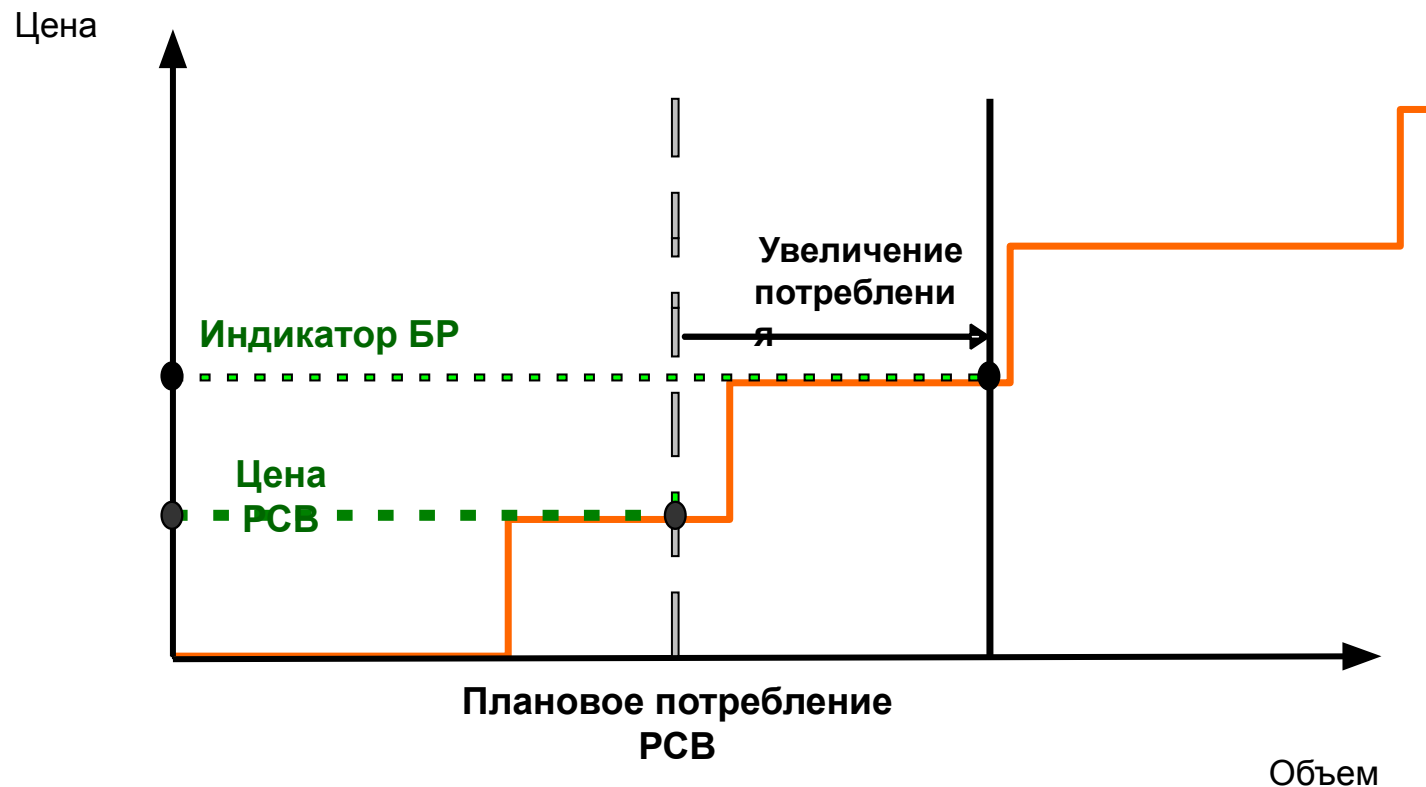 Цена
Увеличение
потреблени
я
Индикатор БР
Цена
РСВ
Плановое потребление
РСВ
Объем